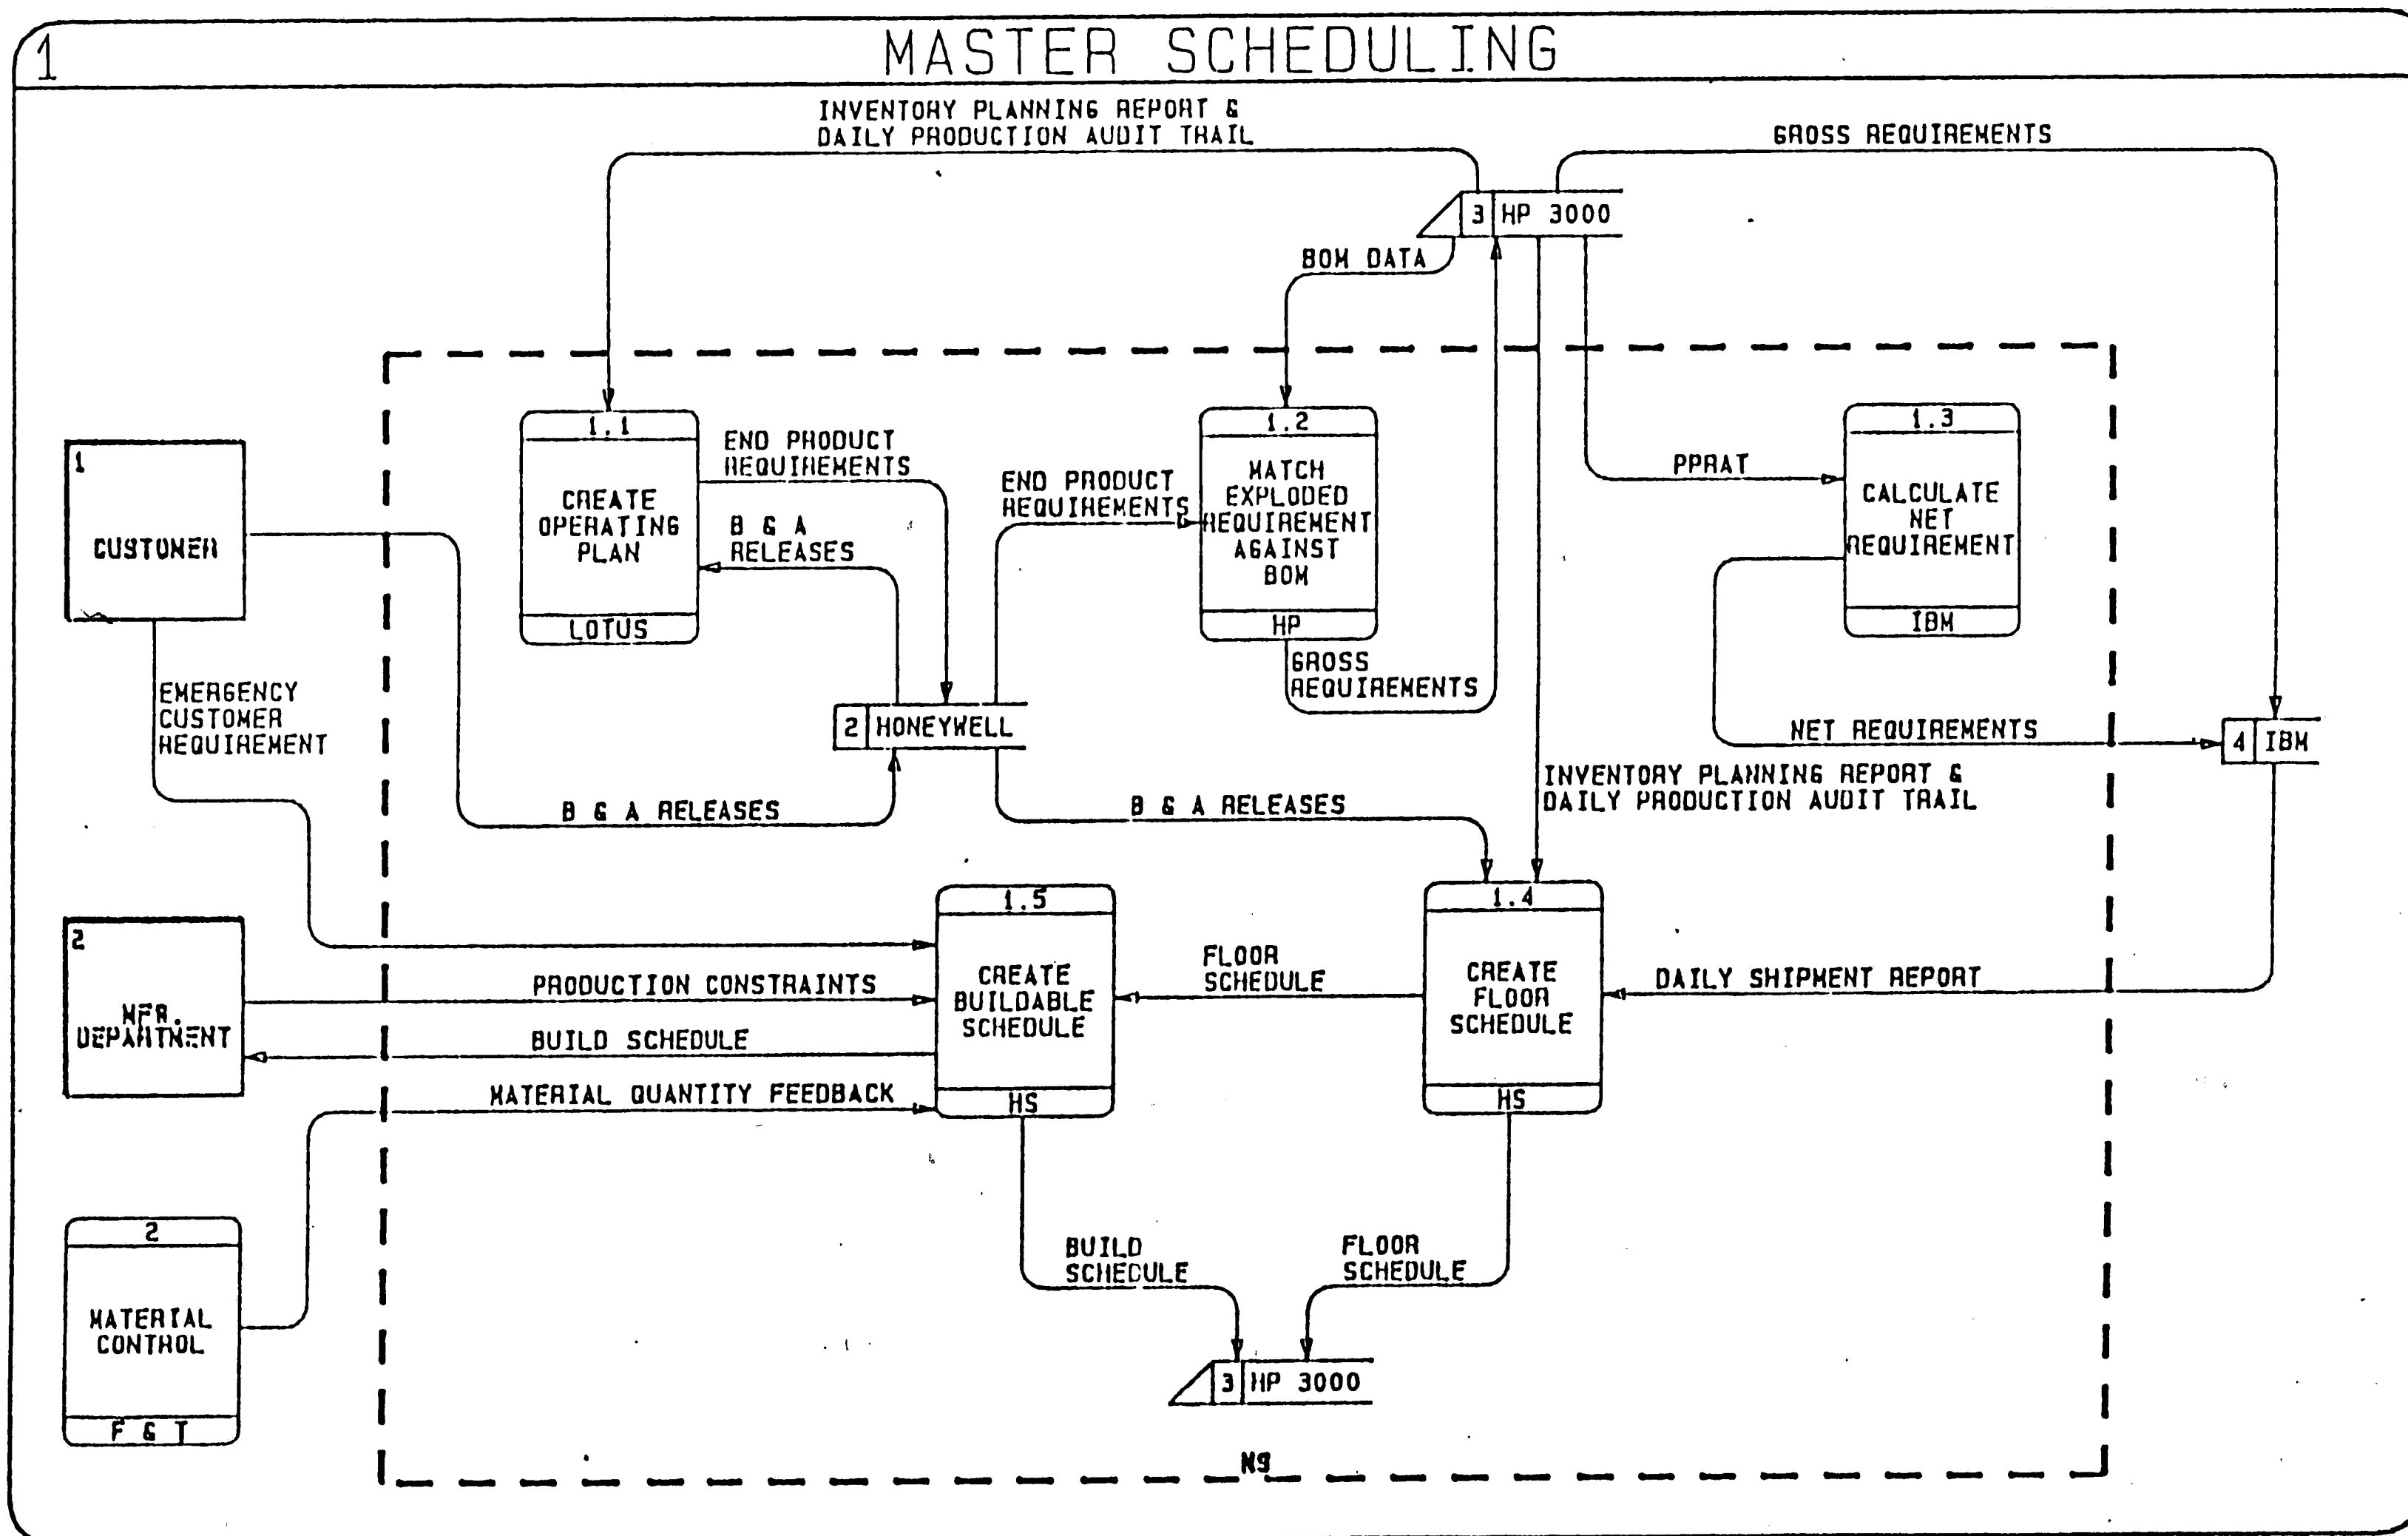 1
MASTER SCHEDULING
INVENTORY PLANNING REPORT &
DAILY PRODUCTION AUDIT TRAIL
GROSS REQUIREMENTS
3 HP 3000
BOM DATA
1.1
CREATE
OPERATING
PLAN
LOTUS
END PRODUCT
REQUIREMENTS
B & A
RELEASES
END PRODUCT
REQUIREMENTS
1.2
MATCH
EXPLODED
REQUIREMENT
AGAINST
BOM
HP
GROSS
REQUIREMENTS
PPRAT
1.3
CALCULATE
NET
REQUIREMENT
IBM
1
CUSTOMER
EMERGENCY
CUSTOMER
REQUIREMENT
2 HONEYWELL
NET REQUIREMENTS
4 IBM
B & A RELEASES
B & A RELEASES
INVENTORY PLANNING REPORT &
DAILY PRODUCTION AUDIT TRAIL
2
MFR.
DEPARTMENT
PRODUCTION CONSTRAINTS
BUILD SCHEDULE
MATERIAL QUANTITY FEEDBACK
1.5
CREATE
BUILDABLE
SCHEDULE
HS
FLOOR
SCHEDULE
1.4
CREATE
FLOOR
SCHEDULE
HS
DAILY SHIPMENT REPORT
2
MATERIAL
CONTROL
F & T
BUILD
SCHEDULE
FLOOR
SCHEDULE
3 HP 3000